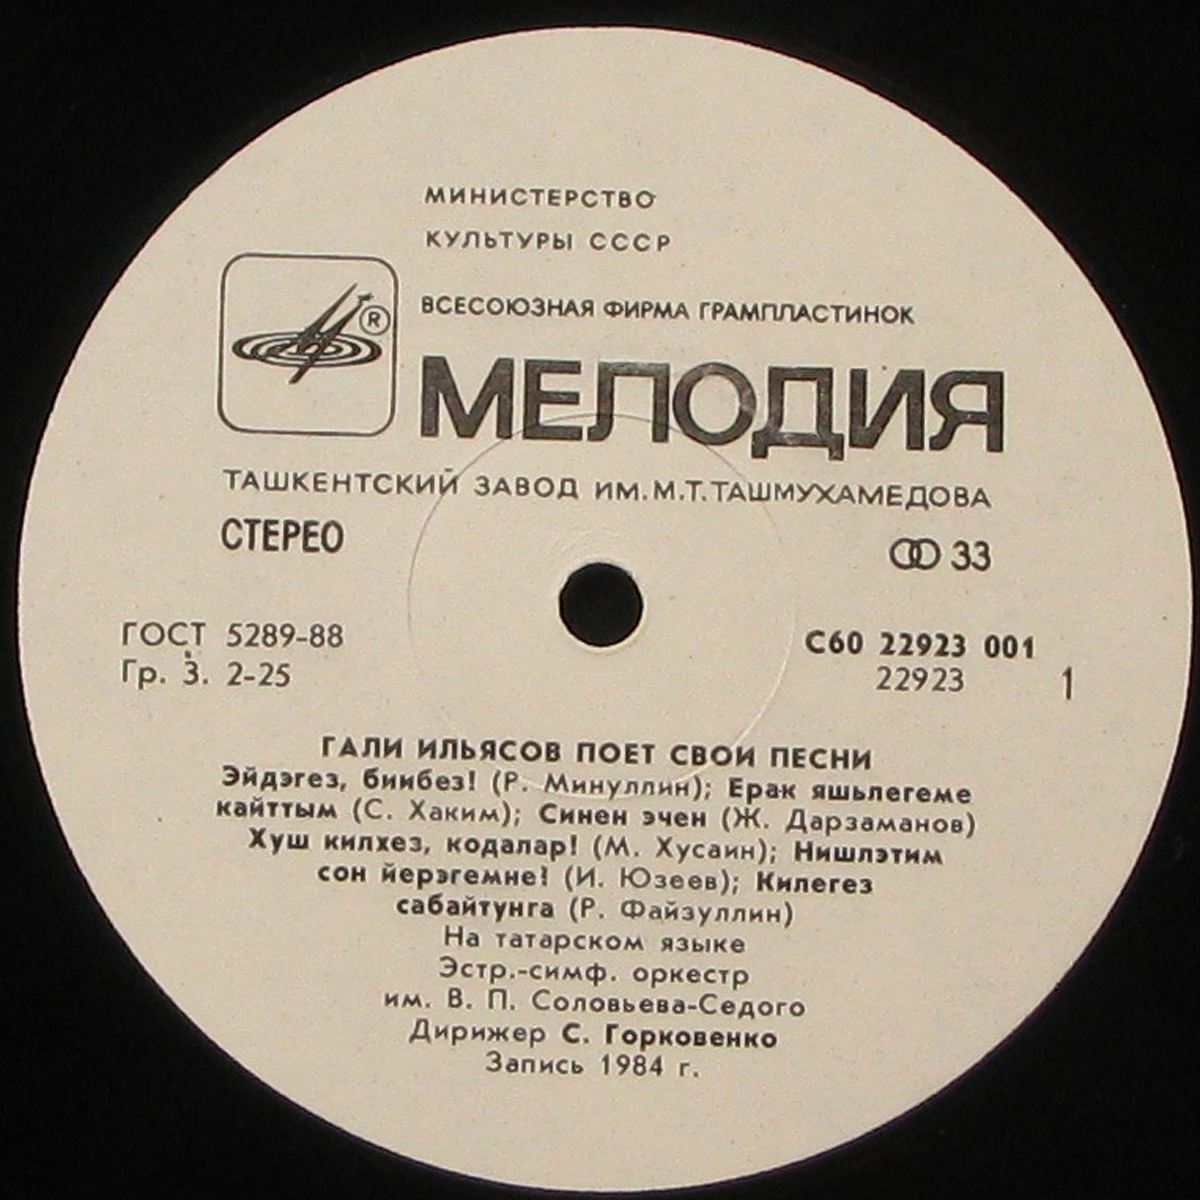 МИНИСТЕРСТВО
КУЛЬТУРЫ СССР
ВСЕСОЮЗНАЯ ФИРМА ГРАМПЛАСТИНОК
®
МЕЛОДИЯ
ТАШКЕНТСКИЙ ЗАВОД ИМ. М. Т. ТАШМУХАМЕДОВА
СТЕРЕО
33
ГОСТ 5289-88
С60 22923 001
Гр. 3. 2-25
22923 1
ГАЛИ ИЛЬЯСОВ ПОЕТ СВОИ ПЕСНИ
Эйдэгез, биибез! (Р. Минуллин); Ерак яшьлегеме
кайттым (С. Хаким); Синен эчен (Ж. Дарзаманов)
Хуш килхез, кодалар! (М. Хусаин); Нишлэтим
сон йерэгемне! (И. Юзеев); Килегез
сабайтунга (Р. Файзуллин)
На татарском языке
Эстр.-симф. оркестр
им. В. П. Соловьева-Седого
Дирижер С. Горковенко
Запись 1984 г.